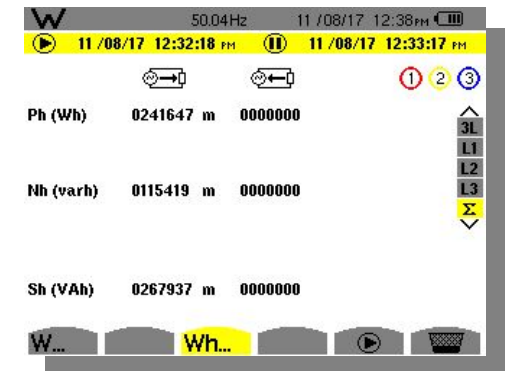 W 50.04Hz 11 /08/17 12:38PM
11 /08/17 12:32:18 PM 11 /08/17 12:33:17 PM
1 2 3
Ph (Wh) 0241647 m 0000000
3L
L1
L2
Nh (varh) 0115419 m 0000000 L3
Σ
Sh (VAh) 0267937 m 0000000
W... Wh...